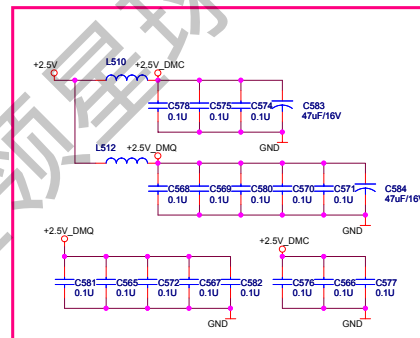 +2.5V L510 +2.5V_DMC
C578 C575 C574 C583
0.1U 0.1U 0.1U 47uF/16V
GND
L512 +2.5V_DMQ
C568 C569 C580 C570 C571 C584
0.1U 0.1U 0.1U 0.1U 0.1U 47uF/16V
GND
+2.5V_DMQ +2.5V_DMC
C581 C565 C572 C567 C582 C576 C566 C577
0.1U 0.1U 0.1U 0.1U 0.1U 0.1U 0.1U 0.1U
GND GND
领星球